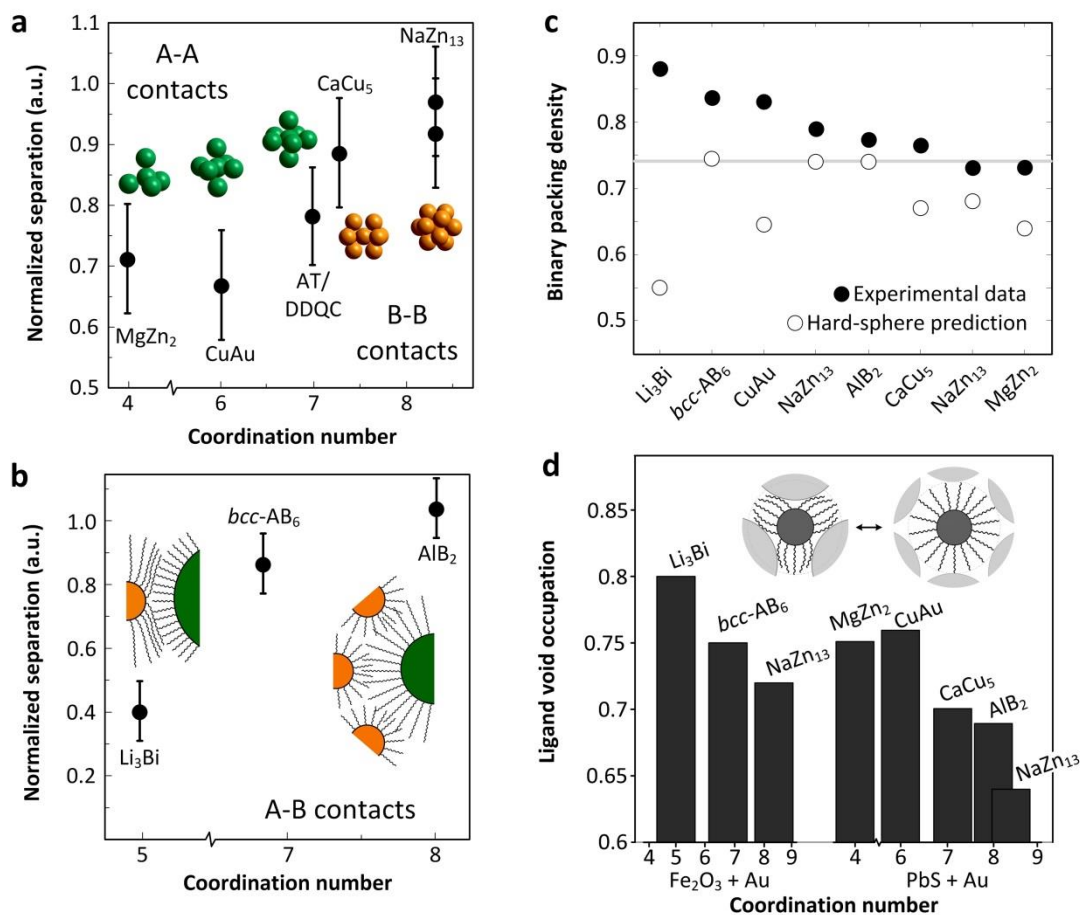 a
A-A
contacts
NaZn₁₃
CaCu₅
MgZn₂
CuAu
AT/
DDQC
B-B
contacts
Normalized separation (a.u.)
1.1
1.0
0.9
0.8
0.7
0.6
0.5
4
6
7
8
Coordination number
b
bcc-AB₆
AlB₂
Li₃Bi
A-B contacts
Normalized separation (a.u.)
1.0
0.8
0.6
0.4
0.2
5
7
8
Coordination number
c
Binary packing density
0.9
0.8
0.7
0.6
0.5
Experimental data
Hard-sphere prediction
Li₃Bi
bcc-AB₆
CuAu
NaZn₁₃
AlB₂
CaCu₅
NaZn₁₃
MgZn₂
d
Ligand void occupation
0.85
0.8
0.75
0.7
0.65
0.6
Li₃Bi
bcc-AB₆
NaZn₁₃
MgZn₂
CuAu
CaCu₅
AlB₂
NaZn₁₃
4 5 6 7 8 9 4 6 7 8 9
Fe₂O₃ + Au PbS + Au
Coordination number